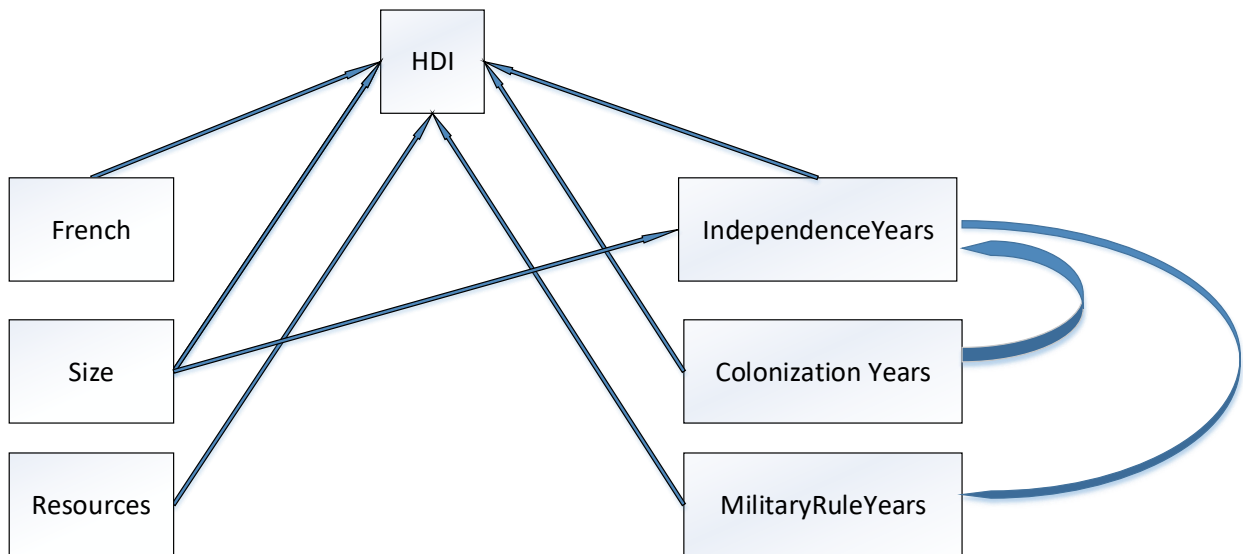 HDI
French
IndependenceYears
Size
Colonization Years
Resources
MilitaryRuleYears